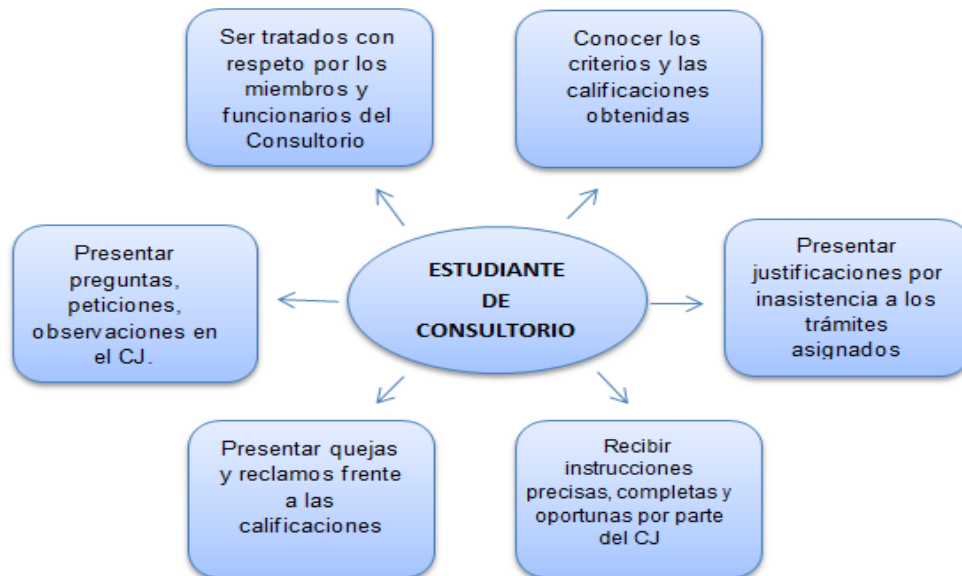 Ser tratados con
respeto por los
miembros y
funcionarios del
Consultorio
Conocer los
criterios y las
calificaciones
obtenidas
Presentar
preguntas,
peticiones,
observaciones en
el CJ.
ESTUDIANTE
DE
CONSULTORIO
Presentar
justificaciones por
inasistencia a los
trámites
asignados
Presentar quejas
y reclamos frente
a las
calificaciones
Recibir
instrucciones
precisas, completas y
oportunas por parte
del CJ